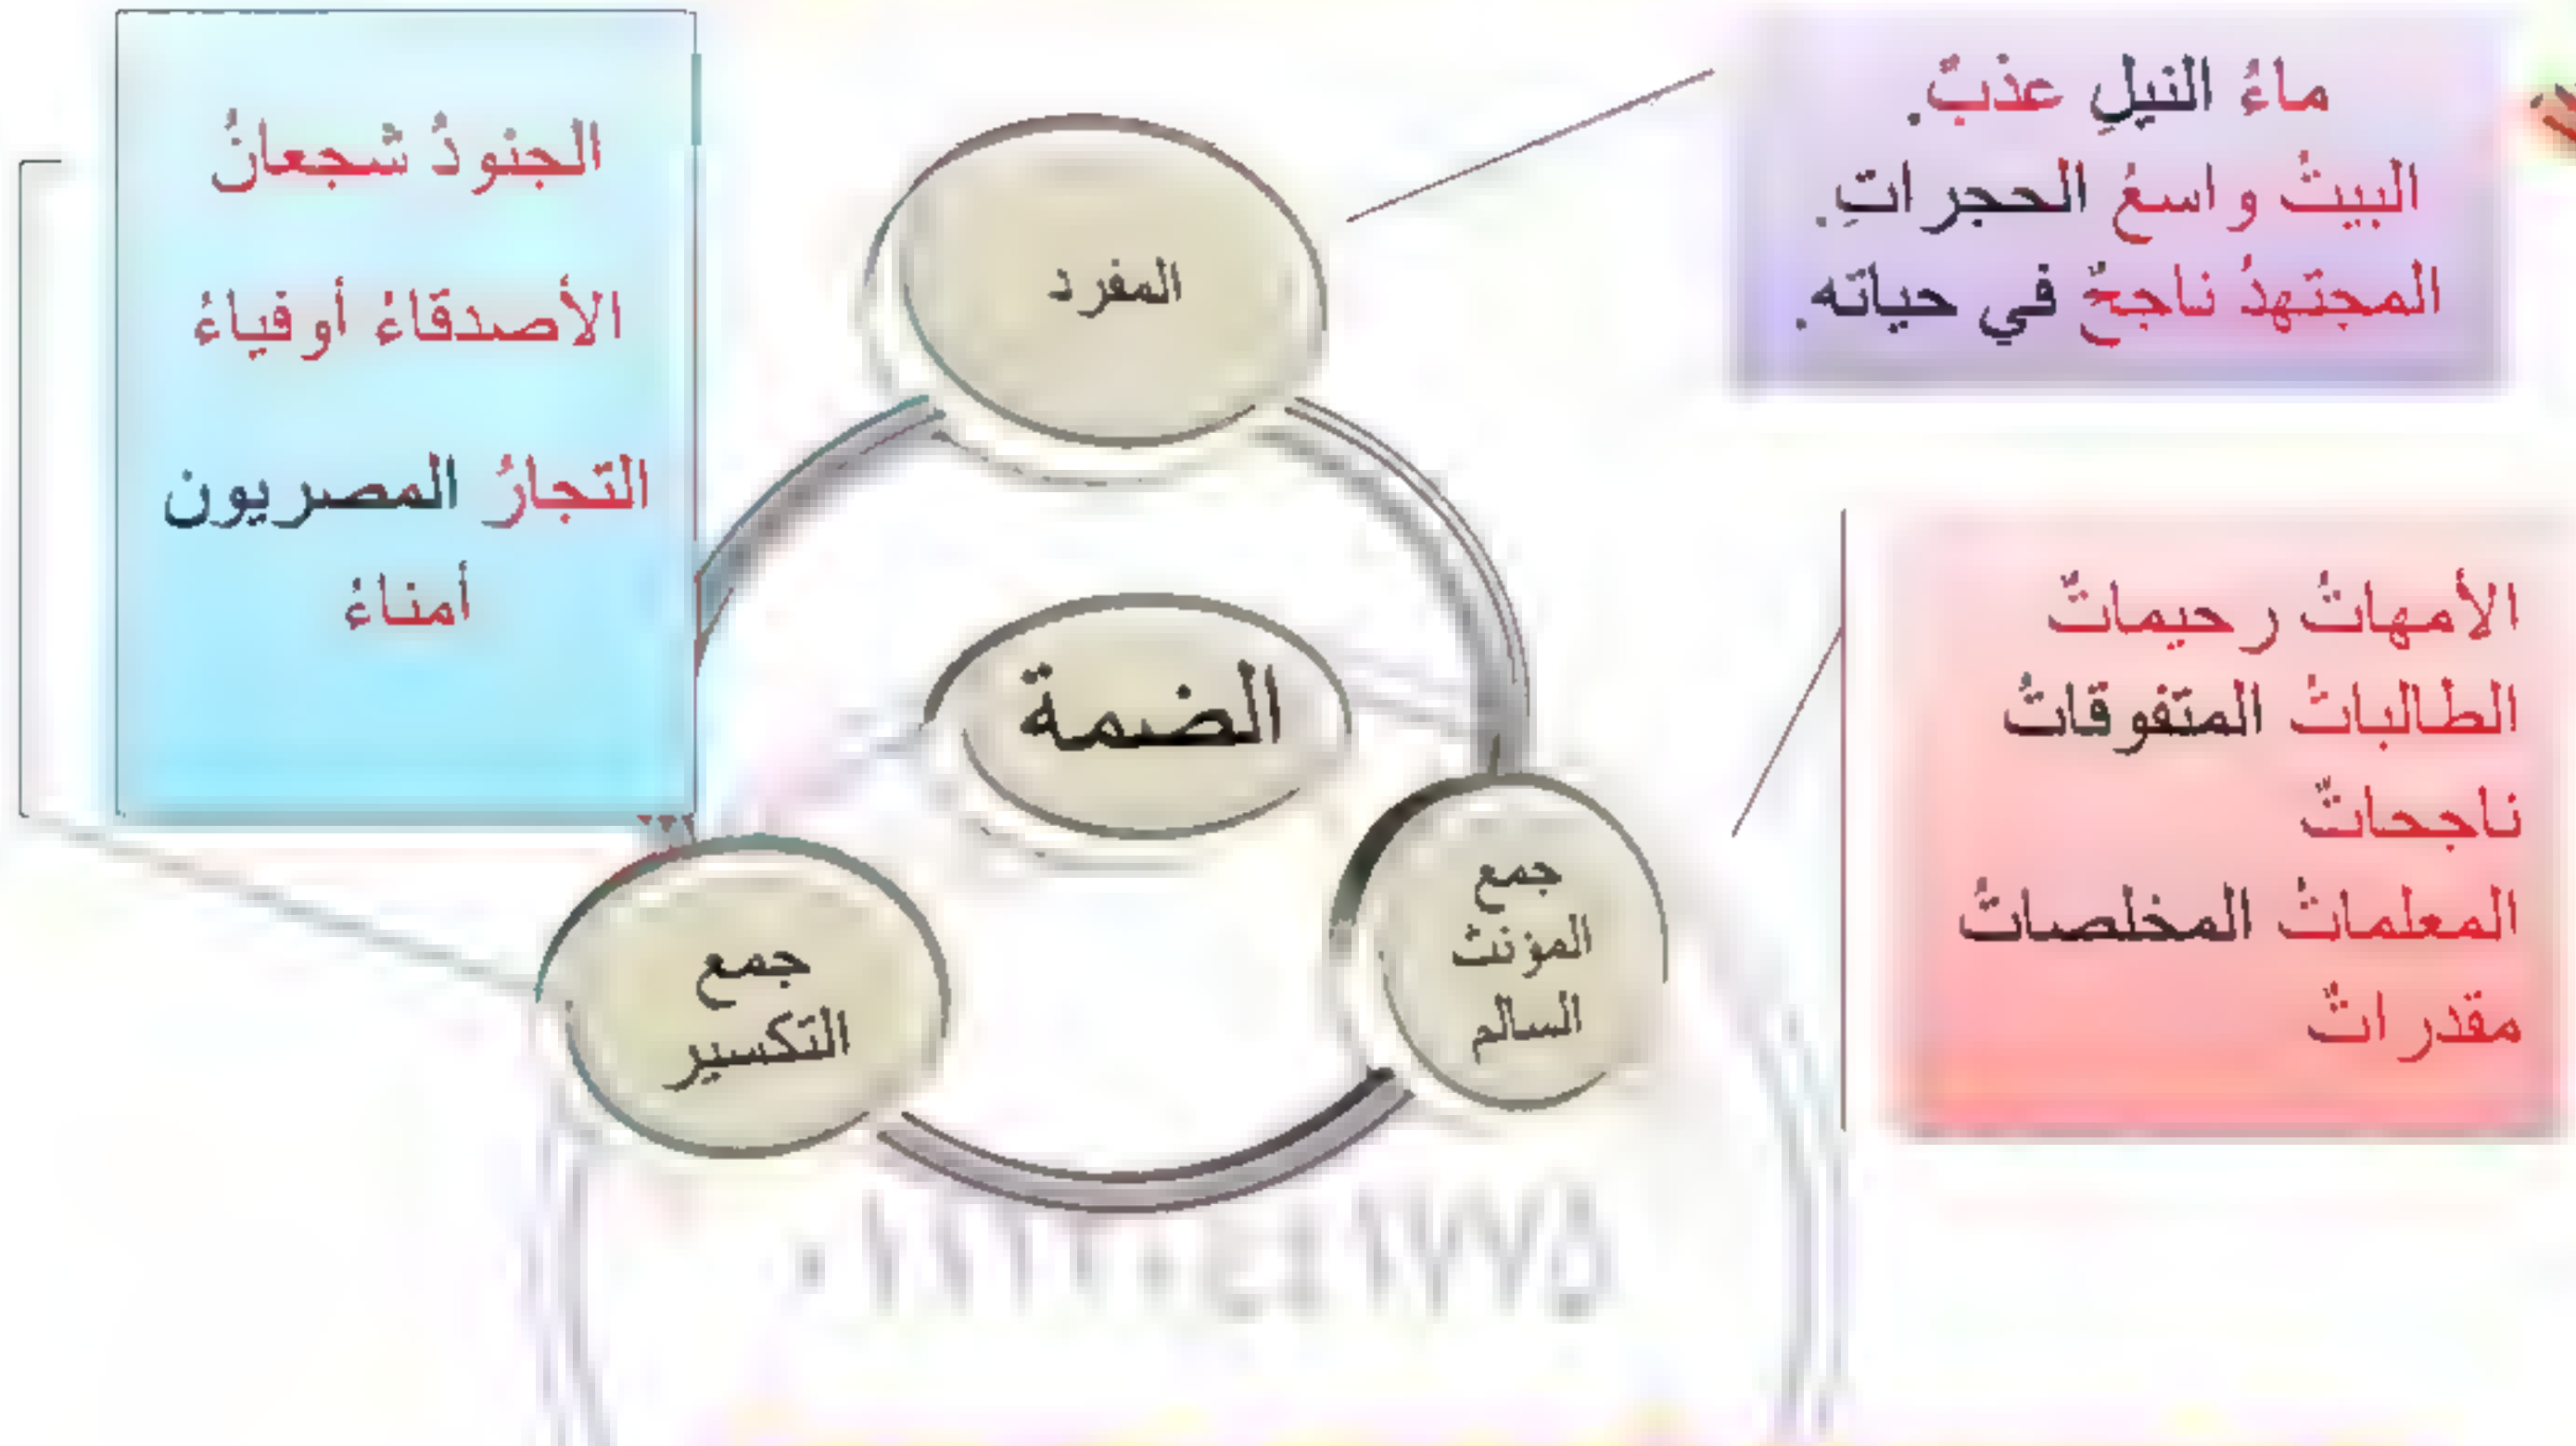 ماءُ النيلِ عذبٌ.
البيتُ واسعُ الحجراتِ.
المجتهدُ ناجحٌ في حياته.
المفرد
الجنودُ شجعانٌ
الأصدقاءُ أوفياءُ
التجارُ المصريون
أمناءُ
الضمة
الأمهاتُ رحيماتٌ
الطالباتُ المتفوقاتُ
ناجحاتٌ
المعلماتُ المخلصاتُ
مقدراتٌ
جمع
المؤنث
السالم
جمع
التكسير